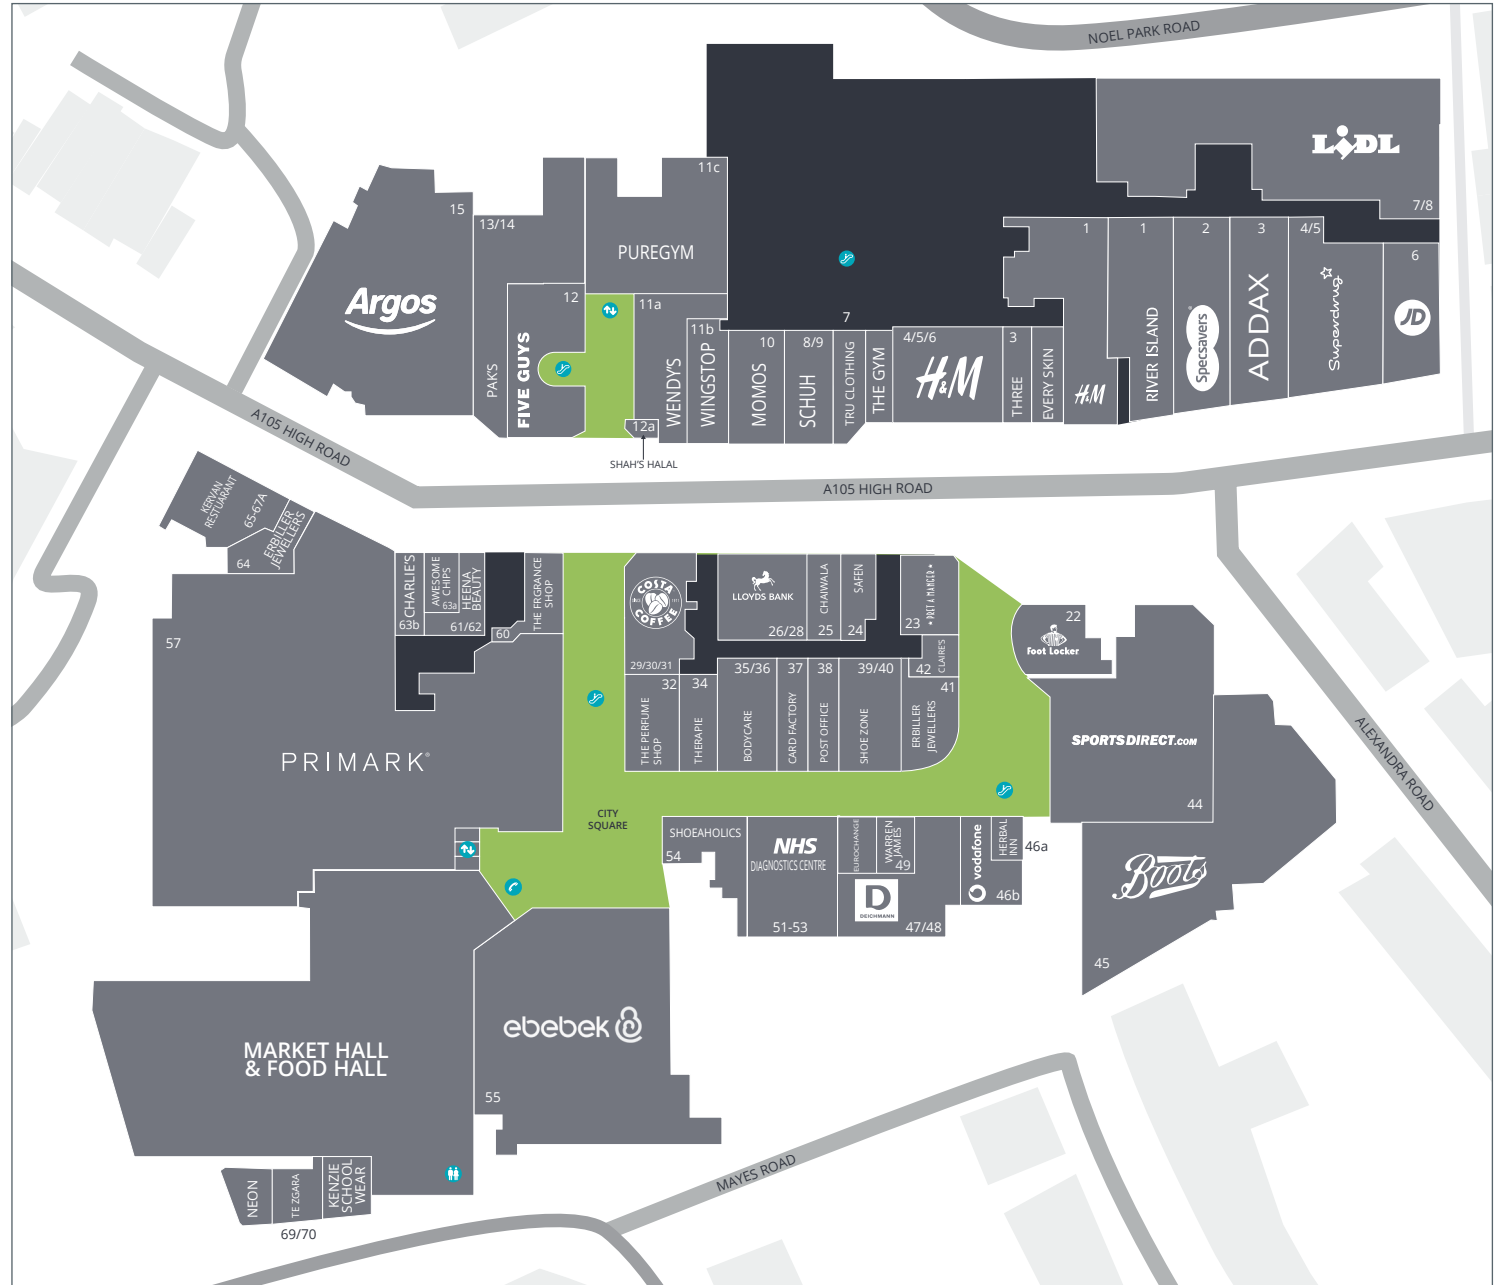 NOEL PARK ROAD
LIDL
7/8
11c
PUREGYM
15
Argos
13/14
PAK'S
12
FIVE GUYS
11a
WENDY'S
11b
WINGSTOP
12a
SHAH'S HALAL
10
MOMOS
8/9
SCHUH
7
TRU CLOTHING
THE GYM
4/5/6
H&M
3
THREE
EVERY SKIN
1
H&M
1
RIVER ISLAND
2
Specsavers
3
ADDAX
4/5
Superdrug
6
JD
A105 HIGH ROAD
A105 HIGH ROAD
KERVAN
RESTUARANT
65-67A
ERBILLER
JEWELLERS
64
57
PRIMARK
CHARLIE'S
63b
AWESOME
CHIPS
63a
HEENA
BEAUTY
61/62
60
THE FRGRANCE
SHOP
COSTA
COFFEE
29/30/31
LLOYDS BANK
26/28
CHAIWALA
25
SAFEN
24
PRET A MANGER
23
CLAIRE'S
42
22
Foot Locker
32
THE PERFUME
SHOP
34
THERAPIE
35/36
BODYCARE
37
CARD FACTORY
38
POST OFFICE
39/40
SHOE ZONE
41
ERBILLER
JEWELLERS
SPORTSDIRECT.COM
44
ALEXANDRA ROAD
CITY
SQUARE
SHOEAHOLICS
54
NHS
DIAGNOSTICS CENTRE
51-53
EUROCHANGE
WARREN
JAMES
49
D
DEICHMANN
47/48
vodafone
46b
HERBAL
INN
46a
Boots
45
ebebek
55
MARKET HALL
& FOOD HALL
NEON
TE ZGARA
KENZIE
SCHOOL
WEAR
69/70
MAYES ROAD